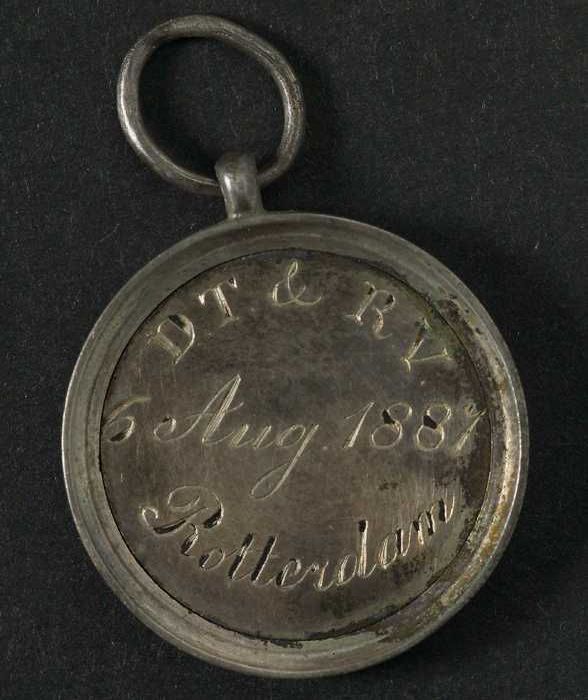 DT & RV
6 Aug. 1887
Rotterdam